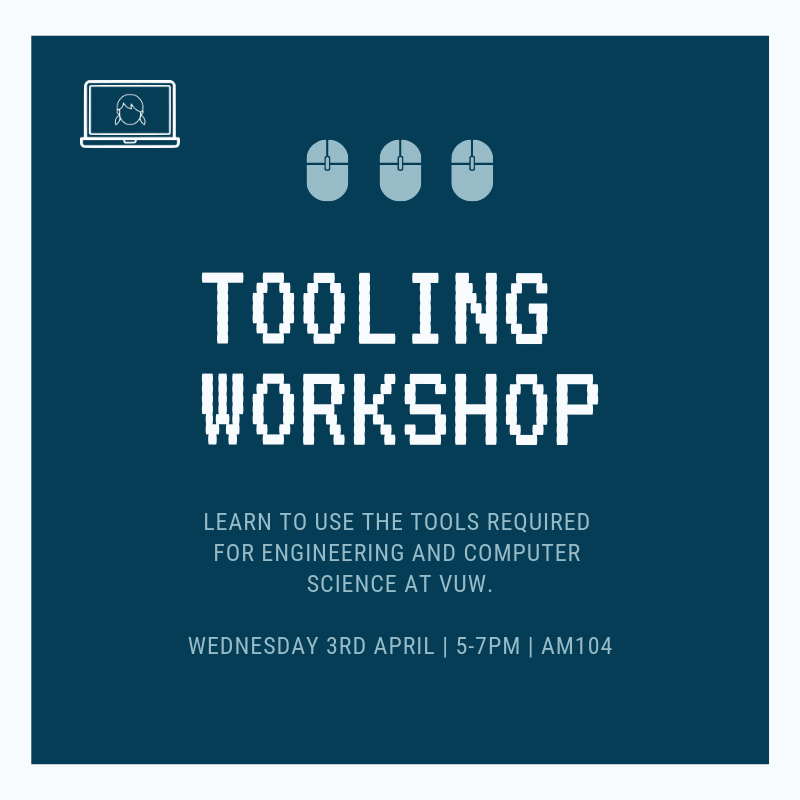 TOOLING
WORKSHOP
LEARN TO USE THE TOOLS REQUIRED
FOR ENGINEERING AND COMPUTER
SCIENCE AT VUW.
WEDNESDAY 3RD APRIL | 5-7PM | AM104